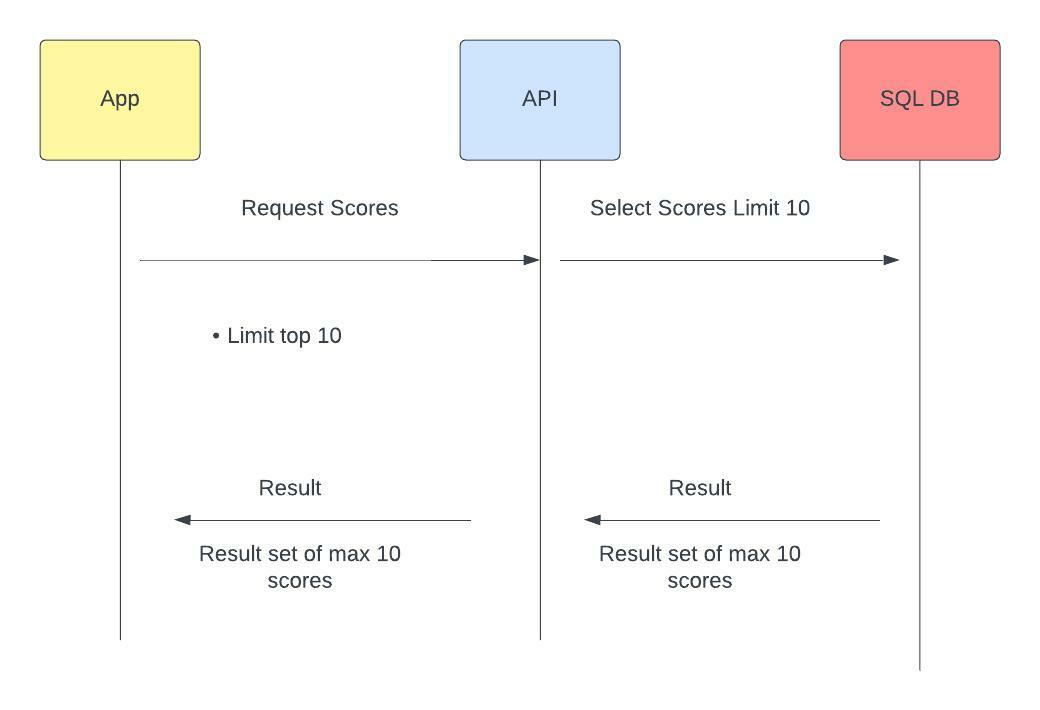 App
API
SQL DB
Request Scores
Select Scores Limit 10
• Limit top 10
Result
Result
Result set of max 10
scores
Result set of max 10
scores